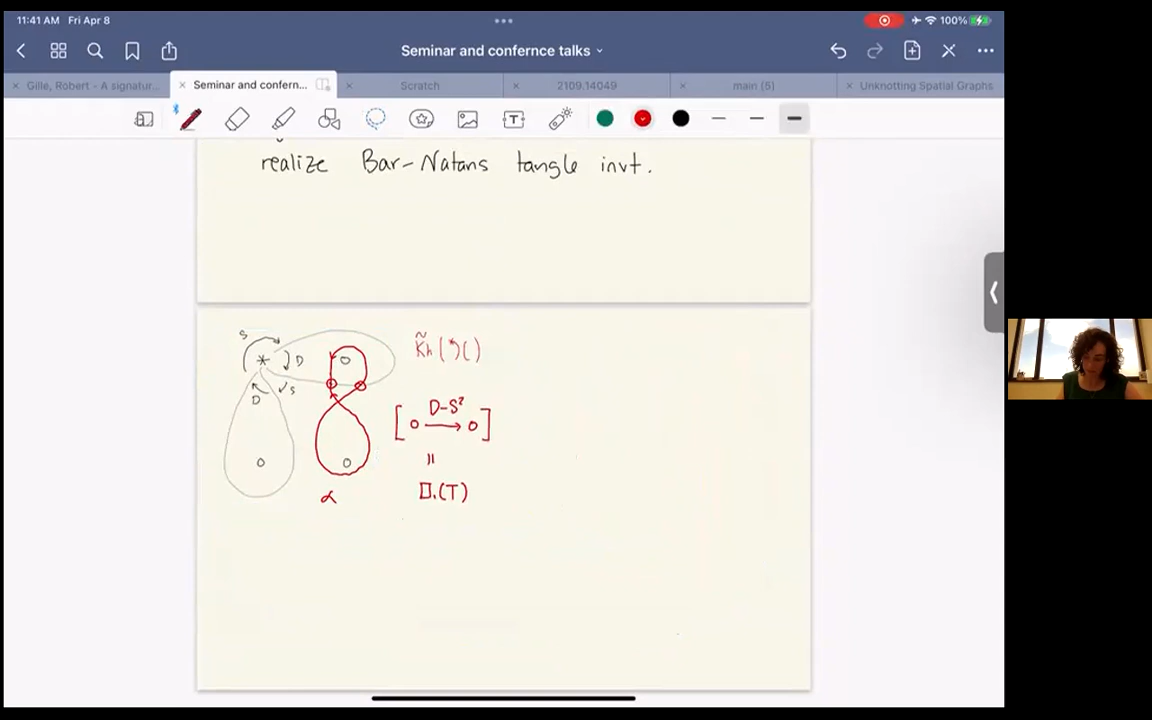 11:41 AM Fri Apr 8
100%
Seminar and confernce talks
Gille, Robert - A signatur...
Seminar and confern...
Scratch
2109.14049
main (5)
Unknotting Spatial Graphs
realize Bar-Natans tangle invt.
S
* D
D S
α
[ o D-S² → o ]
=